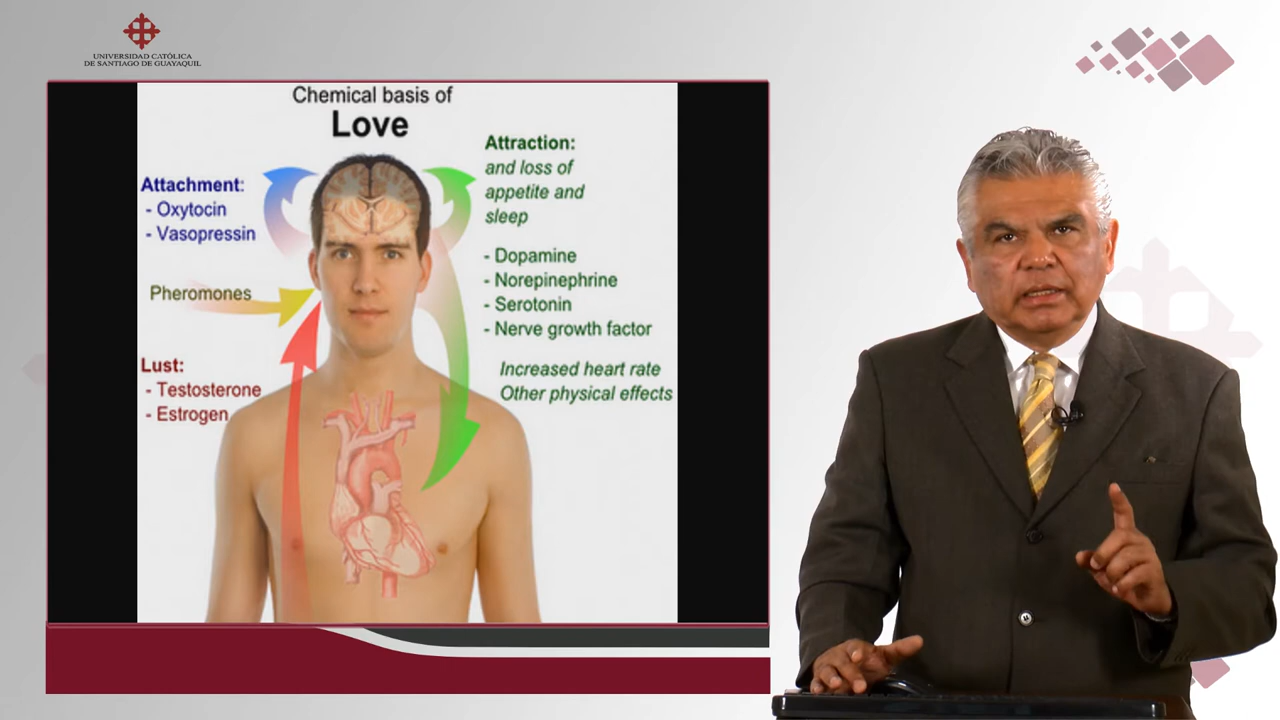 UNIVERSIDAD CATÓLICA
DE SANTIAGO DE GUAYAQUIL
Chemical basis of
Love
Attachment:
- Oxytocin
- Vasopressin
Pheromones
Lust:
- Testosterone
- Estrogen
Attraction:
and loss of
appetite and
sleep
- Dopamine
- Norepinephrine
- Serotonin
- Nerve growth factor
Increased heart rate
Other physical effects